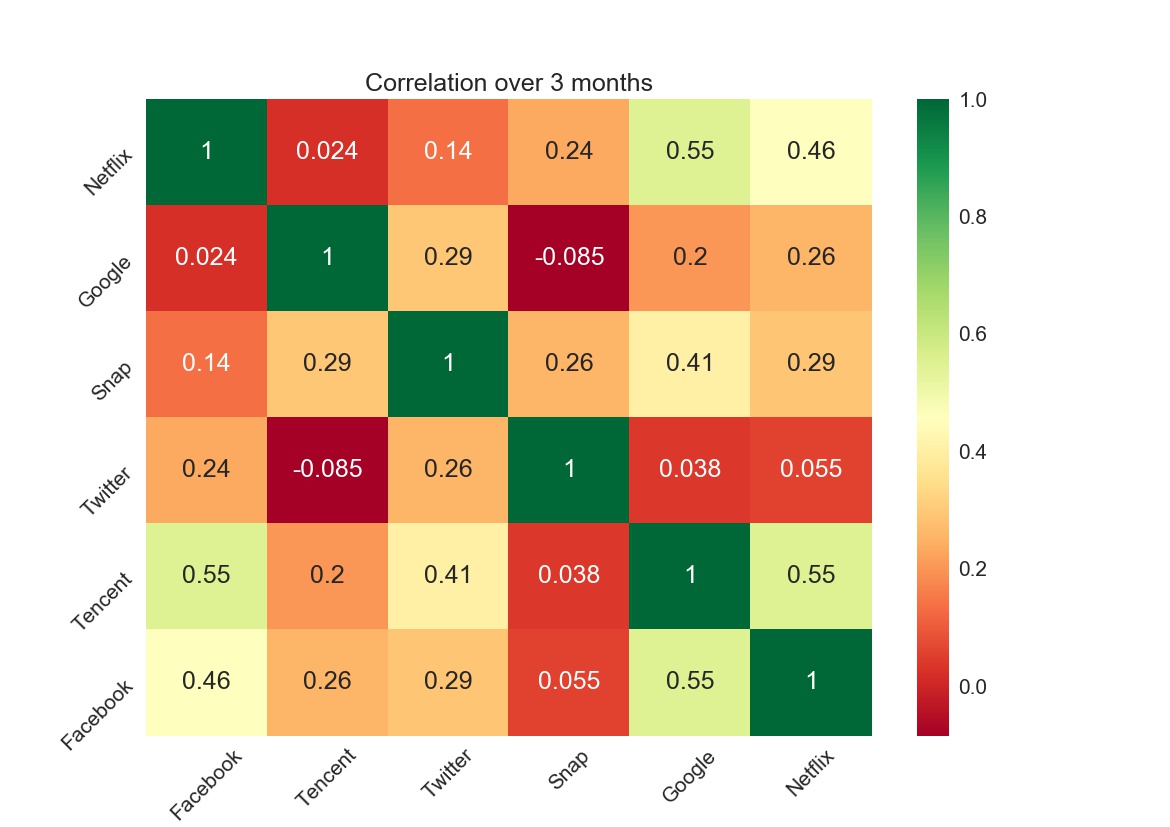 Correlation over 3 months
Netflix 1 0.024 0.14 0.24 0.55 0.46
Google 0.024 1 0.29 -0.085 0.2 0.26
Snap 0.14 0.29 1 0.26 0.41 0.29
Twitter 0.24 -0.085 0.26 1 0.038 0.055
Tencent 0.55 0.2 0.41 0.038 1 0.55
Facebook 0.46 0.26 0.29 0.055 0.55 1
Facebook Tencent Twitter Snap Google Netflix
1.0
0.8
0.6
0.4
0.2
0.0